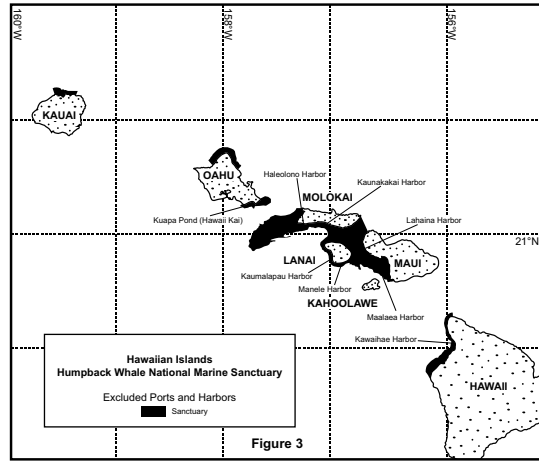 160°W
158°W
156°W
KAUAI
OAHU
Haleolono Harbor
Kaunakakai Harbor
MOLOKAI
Kuapa Pond (Hawaii Kai)
Lahaina Harbor
21°N
LANAI
MAUI
Kaumalapau Harbor
Manele Harbor
KAHOOLAWE
Maalaea Harbor
Kawaihae Harbor
HAWAII
Hawaiian Islands
Humpback Whale National Marine Sanctuary
Excluded Ports and Harbors
Sanctuary
Figure 3